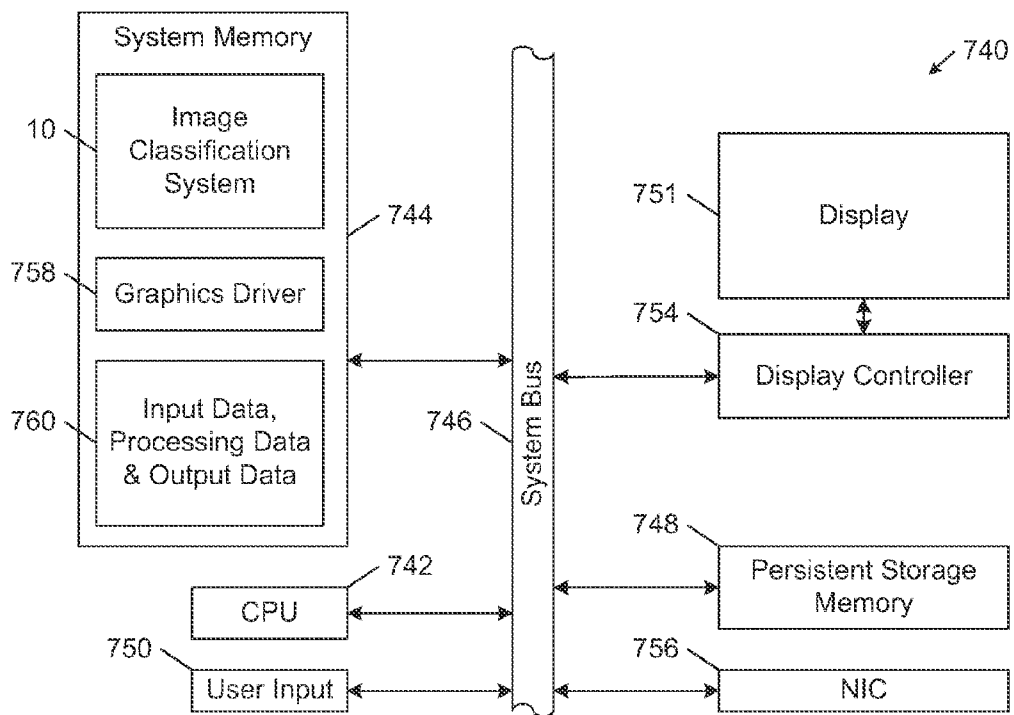 System Memory
740
10
Image
Classification
System
751
Display
744
758
Graphics Driver
754
Display Controller
760
Input Data,
Processing Data
& Output Data
746
System Bus
748
Persistent Storage
Memory
742
CPU
750
User Input
756
NIC